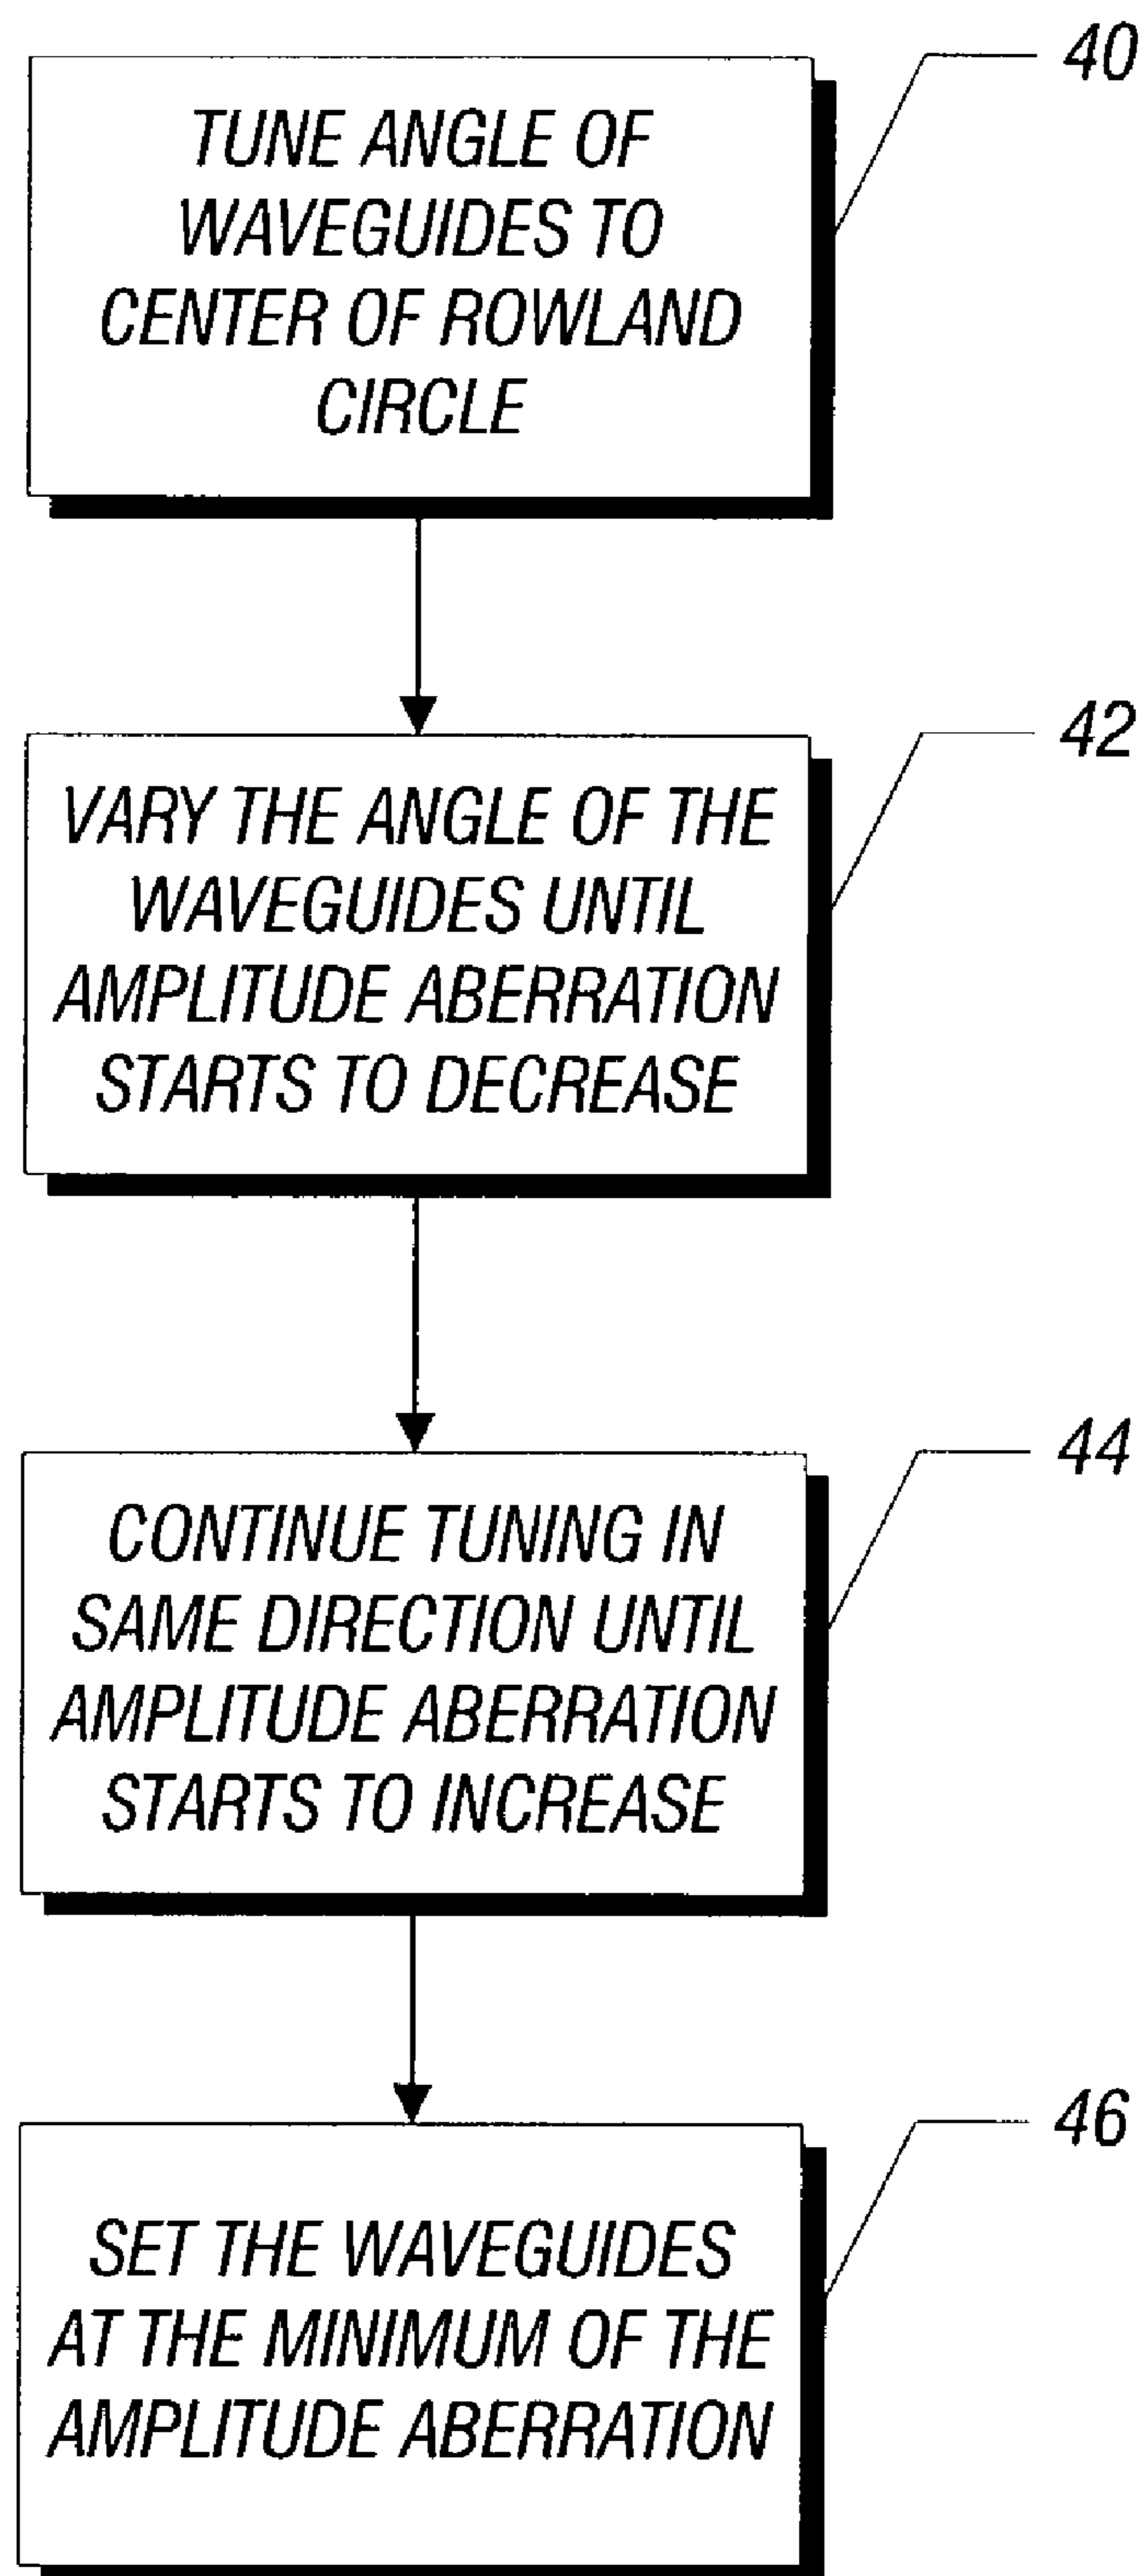 TUNE ANGLE OF
WAVEGUIDES TO
CENTER OF ROWLAND
CIRCLE
40
VARY THE ANGLE OF THE
WAVEGUIDES UNTIL
AMPLITUDE ABERRATION
STARTS TO DECREASE
42
CONTINUE TUNING IN
SAME DIRECTION UNTIL
AMPLITUDE ABERRATION
STARTS TO INCREASE
44
SET THE WAVEGUIDES
AT THE MINIMUM OF THE
AMPLITUDE ABERRATION
46